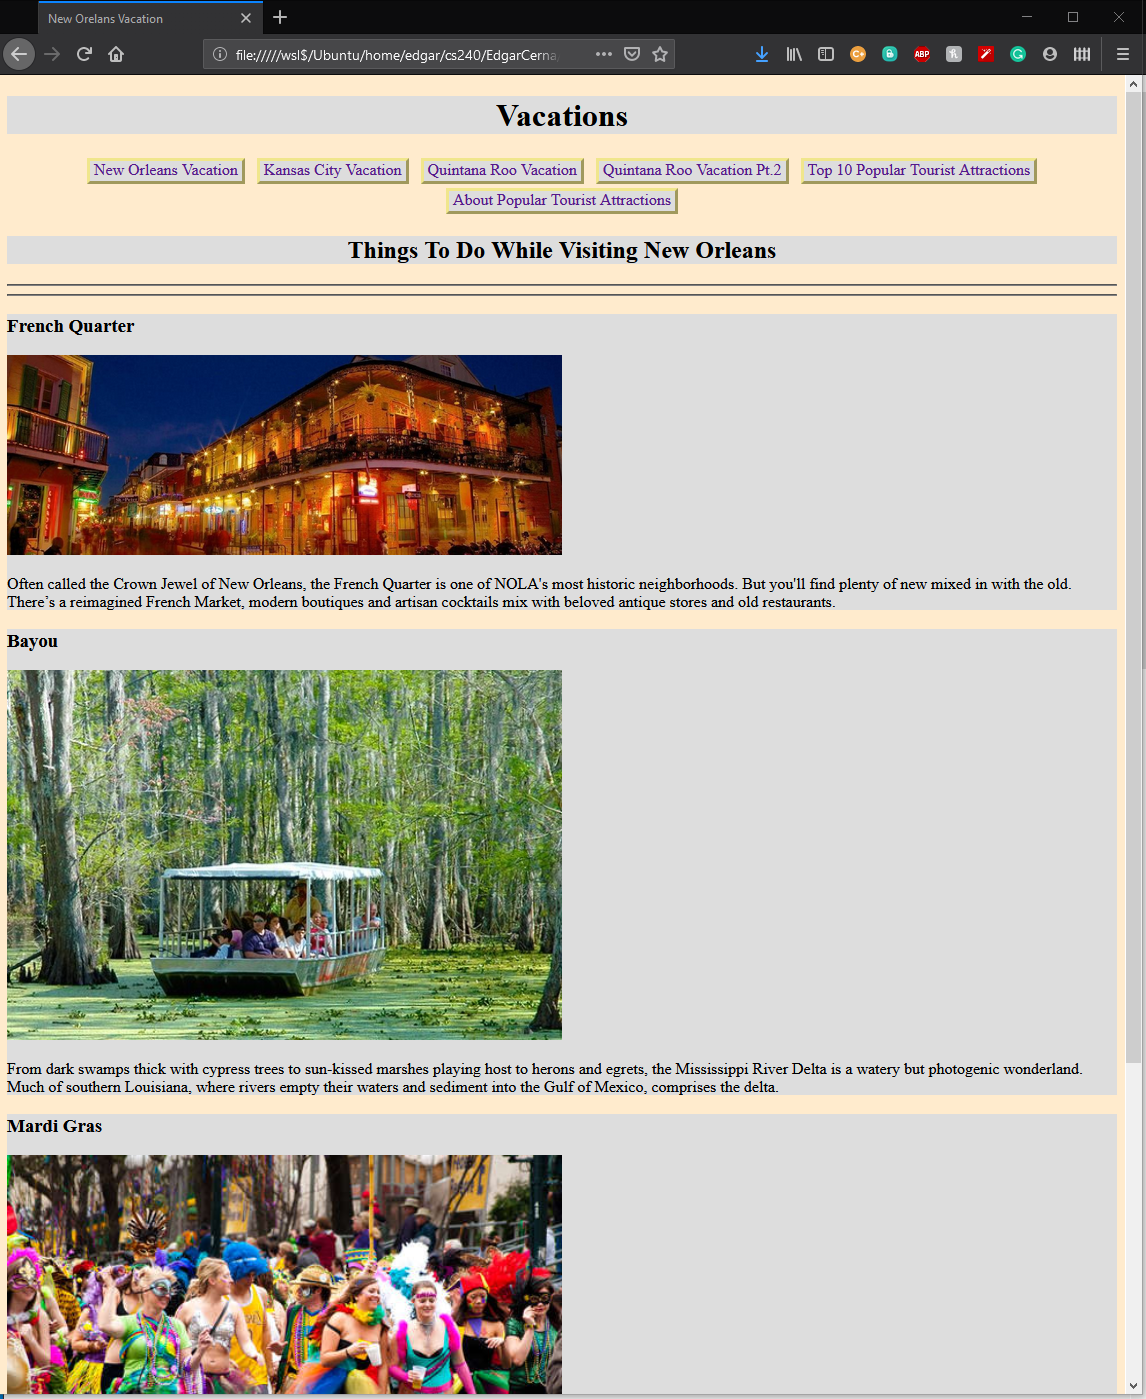 New Orelans Vacation
file://///wsl$/Ubuntu/home/edgar/cs240/EdgarCerna
ABP
Vacations
New Orleans Vacation Kansas City Vacation Quintana Roo Vacation Quintana Roo Vacation Pt.2 Top 10 Popular Tourist Attractions
About Popular Tourist Attractions
Things To Do While Visiting New Orleans
French Quarter
Often called the Crown Jewel of New Orleans, the French Quarter is one of NOLA's most historic neighborhoods. But you'll find plenty of new mixed in with the old.
There’s a reimagined French Market, modern boutiques and artisan cocktails mix with beloved antique stores and old restaurants.
Bayou
From dark swamps thick with cypress trees to sun-kissed marshes playing host to herons and egrets, the Mississippi River Delta is a watery but photogenic wonderland.
Much of southern Louisiana, where rivers empty their waters and sediment into the Gulf of Mexico, comprises the delta.
Mardi Gras